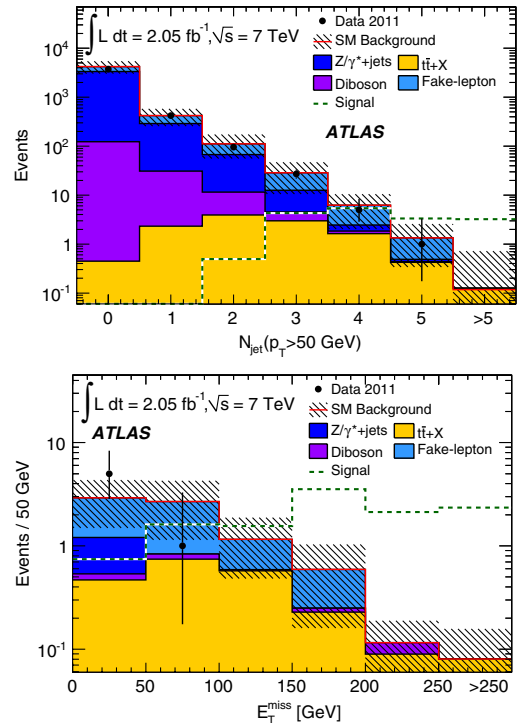 ∫ L dt = 2.05 fb⁻¹, √s = 7 TeV
Data 2011
SM Background
Z/γ*+jets
tt̄+X
Diboson
Fake-lepton
Signal
ATLAS
Events
10⁴
10³
10²
10
1
10⁻¹
0 1 2 3 4 5 >5
N_jet(p_T>50 GeV)
∫ L dt = 2.05 fb⁻¹, √s = 7 TeV
Data 2011
SM Background
ATLAS
Z/γ*+jets
tt̄+X
Diboson
Fake-lepton
Signal
Events / 50 GeV
10
1
10⁻¹
0 50 100 150 200 250 >250
E_T^miss [GeV]